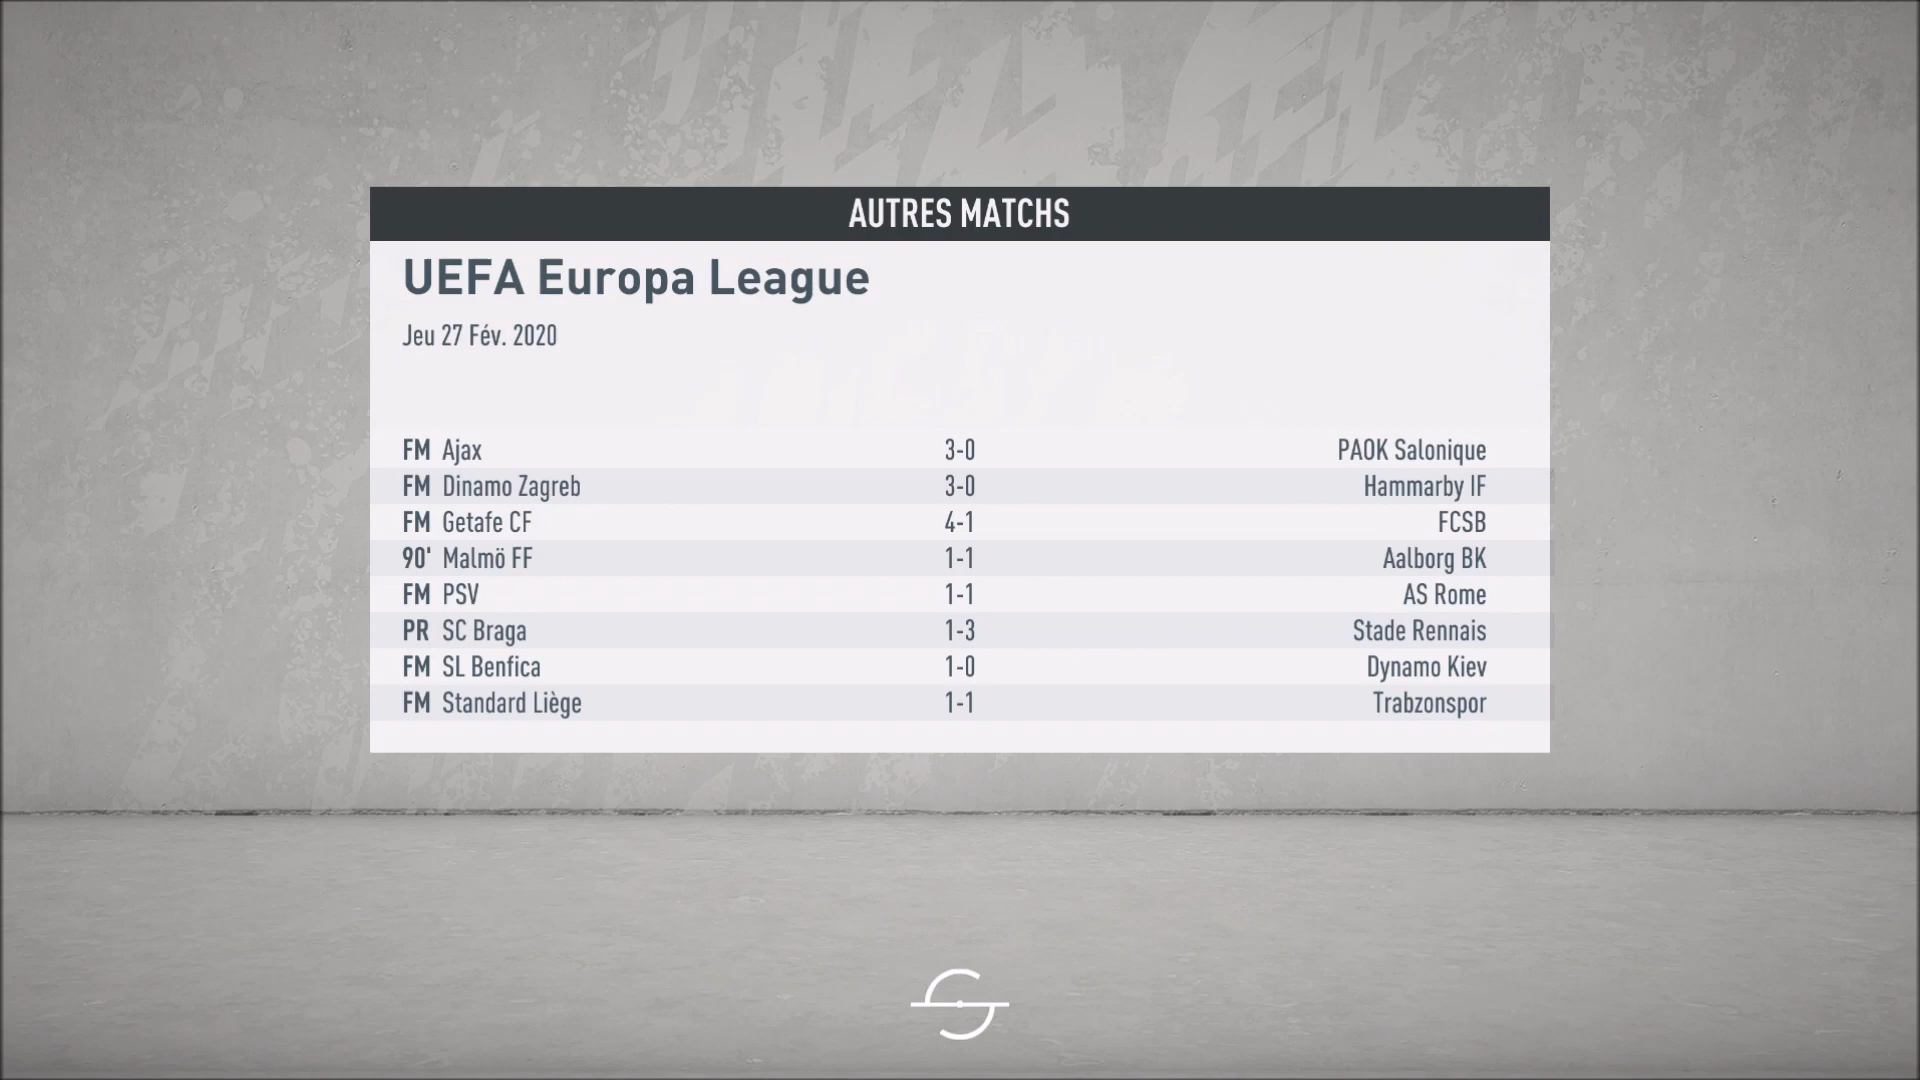 AUTRES MATCHS
UEFA Europa League
Jeu 27 Fév. 2020
FM Ajax 3-0 PAOK Salonique
FM Dinamo Zagreb 3-0 Hammarby IF
FM Getafe CF 4-1 FCSB
90' Malmö FF 1-1 Aalborg BK
FM PSV 1-1 AS Rome
PR SC Braga 1-3 Stade Rennais
FM SL Benfica 1-0 Dynamo Kiev
FM Standard Liège 1-1 Trabzonspor